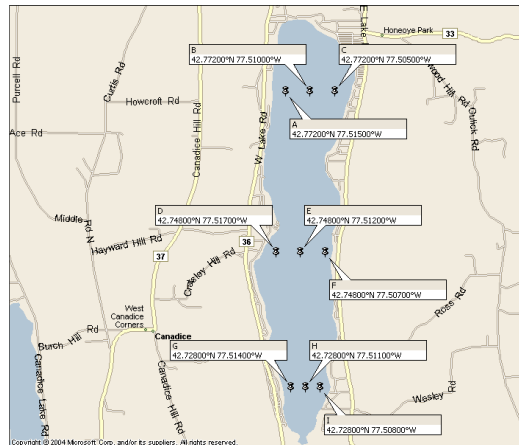 E Lake
Honeoye Park
33
Purcell Rd
Curtis Rd
B
42.77200°N 77.51000°W
C
42.77200°N 77.50500°W
Howcroft Rd
Canadice Hill Rd
W Lake Rd
wood Hill Rd
Gulick Rd
A
42.77200°N 77.51500°W
Ace Rd
D
42.74800°N 77.51700°W
E
42.74800°N 77.51200°W
Middle Rd N
Hayward Hill Rd
36
37
F
42.74800°N 77.50700°W
Ross Rd
West
Canadice
Corners
Canadice
Burch Hill Rd
G
42.72800°N 77.51400°W
H
42.72800°N 77.51100°W
Canadice Lake Rd
Canadice Hill Rd
Wesley Rd
I
42.72800°N 77.50800°W
Copyright © 2004 Microsoft Corp. and/or its suppliers. All rights reserved.